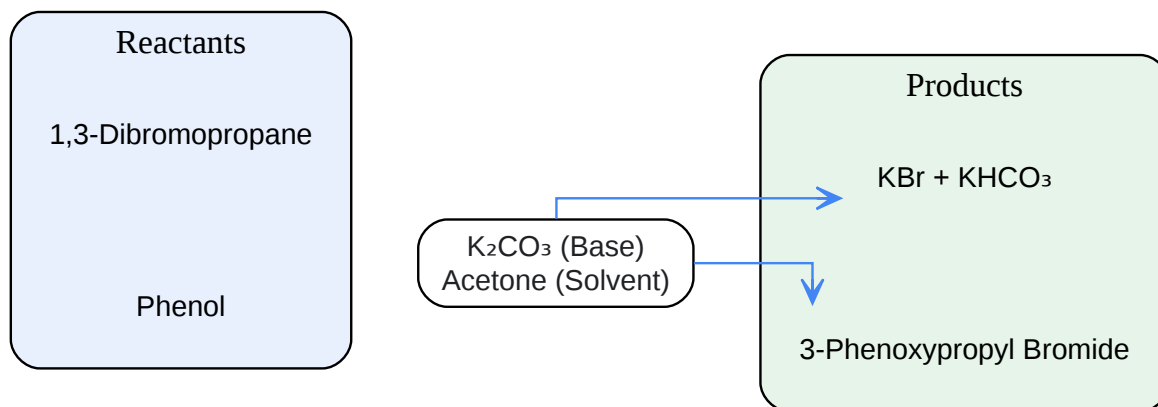 Reactants
1,3-Dibromopropane
Phenol
K₂CO₃ (Base)
Acetone (Solvent)
Products
KBr + KHCO₃
3-Phenoxypropyl Bromide